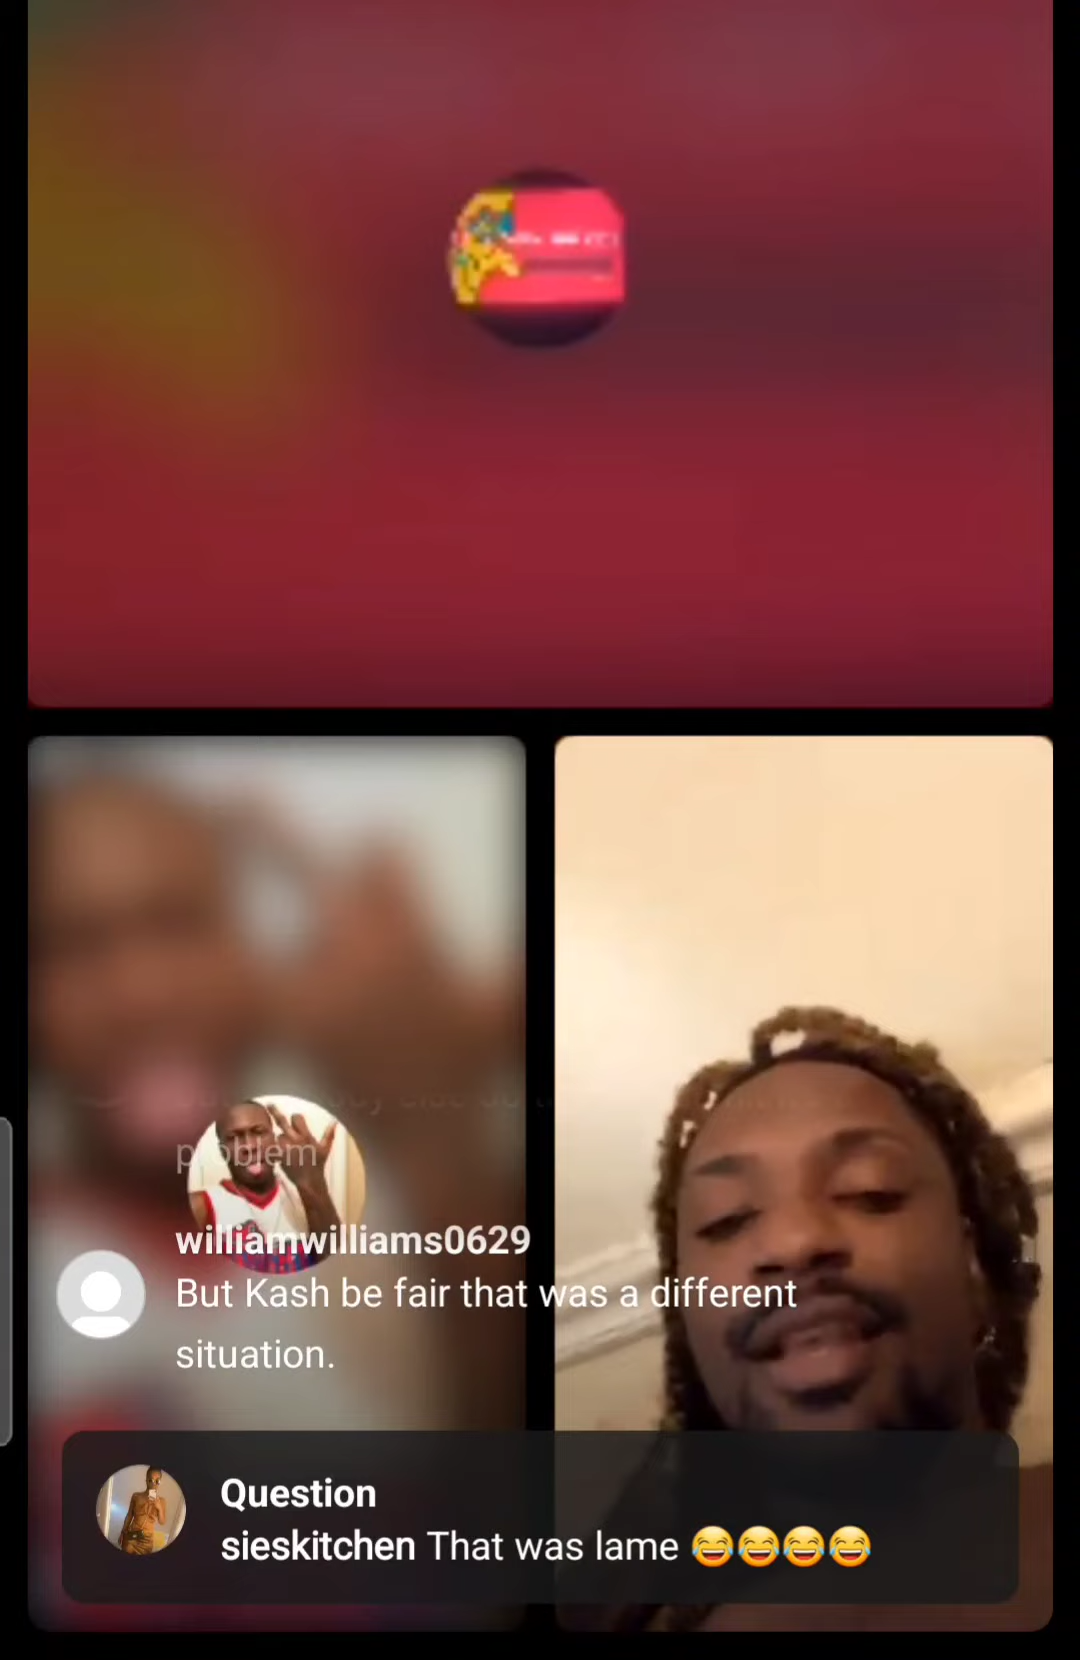 problem
williamwilliams0629
But Kash be fair that was a different
situation.
Question
sieskitchen That was lame 😂😂😂😂